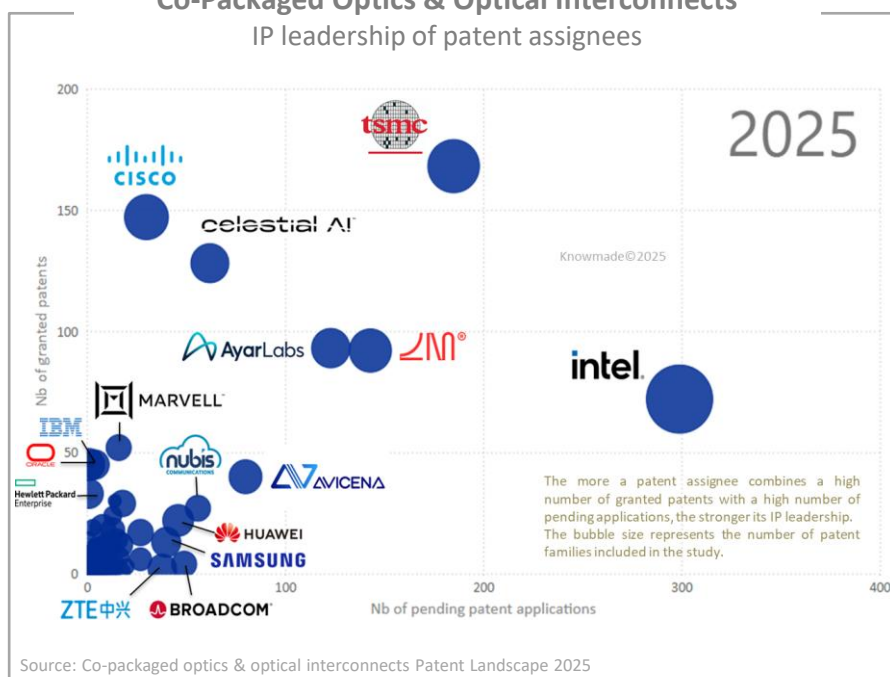 Co-Packaged Optics & Optical Interconnects
IP leadership of patent assignees
200
150
100
50
0
Nb of granted patents
2025
tsmc
CISCO
celestial AI
Knowmade©2025
AyarLabs
intel.
MARVELL
IBM
ORACLE
nubis
COMMUNICATIONS
AVICENA
Hewlett Packard
Enterprise
HUAWEI
SAMSUNG
ZTE中兴
BROADCOM®
The more a patent assignee combines a high
number of granted patents with a high number of
pending applications, the stronger its IP leadership.
The bubble size represents the number of patent
families included in the study.
0
100
200
300
400
Nb of pending patent applications
Source: Co-packaged optics & optical interconnects Patent Landscape 2025